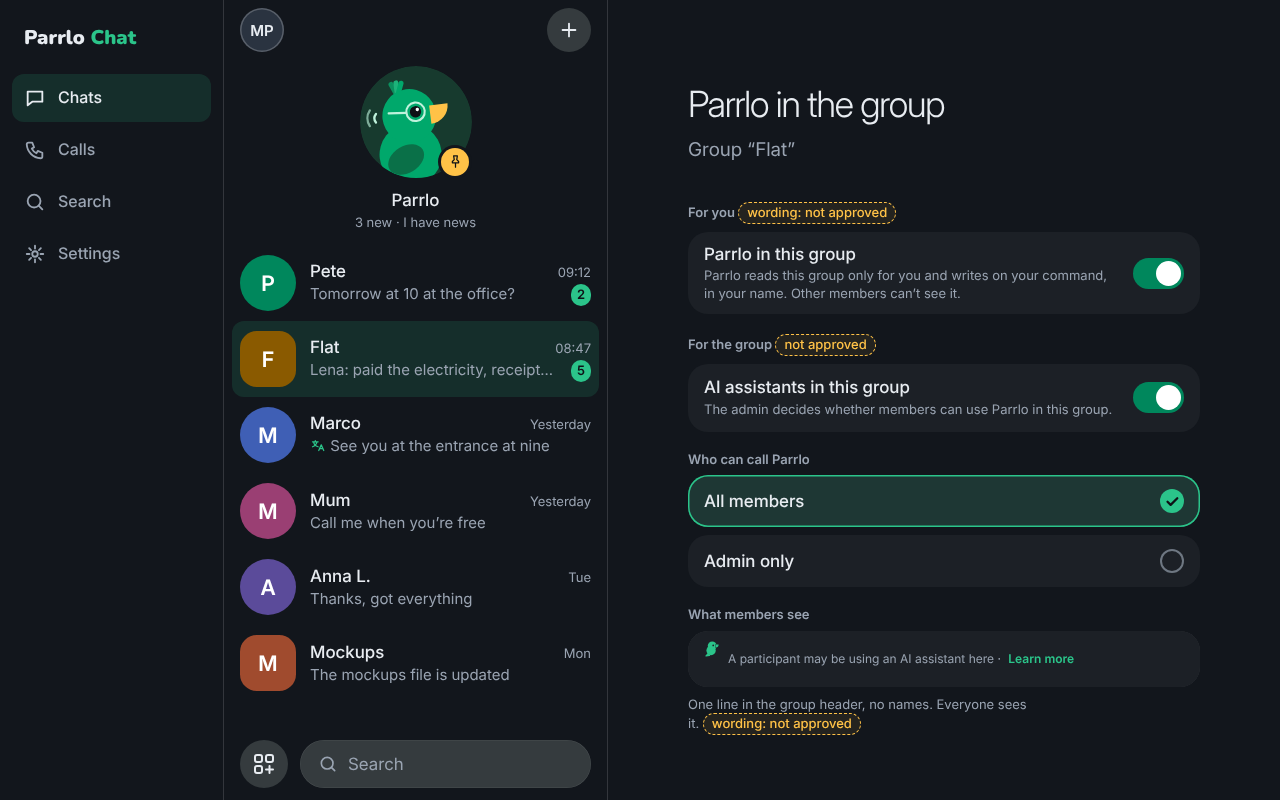 Parrlo Chat
Chats
Calls
Search
Settings
MP
Parrlo
3 new · I have news
P
Pete
09:12
Tomorrow at 10 at the office?
2
F
Flat
08:47
Lena: paid the electricity, receipt…
5
M
Marco
Yesterday
See you at the entrance at nine
M
Mum
Yesterday
Call me when you’re free
A
Anna L.
Tue
Thanks, got everything
M
Mockups
Mon
The mockups file is updated
Search
Parrlo in the group
Group “Flat”
For you wording: not approved
Parrlo in this group
Parrlo reads this group only for you and writes on your command,
in your name. Other members can’t see it.
For the group not approved
AI assistants in this group
The admin decides whether members can use Parrlo in this group.
Who can call Parrlo
All members
Admin only
What members see
A participant may be using an AI assistant here · Learn more
One line in the group header, no names. Everyone sees
it. wording: not approved